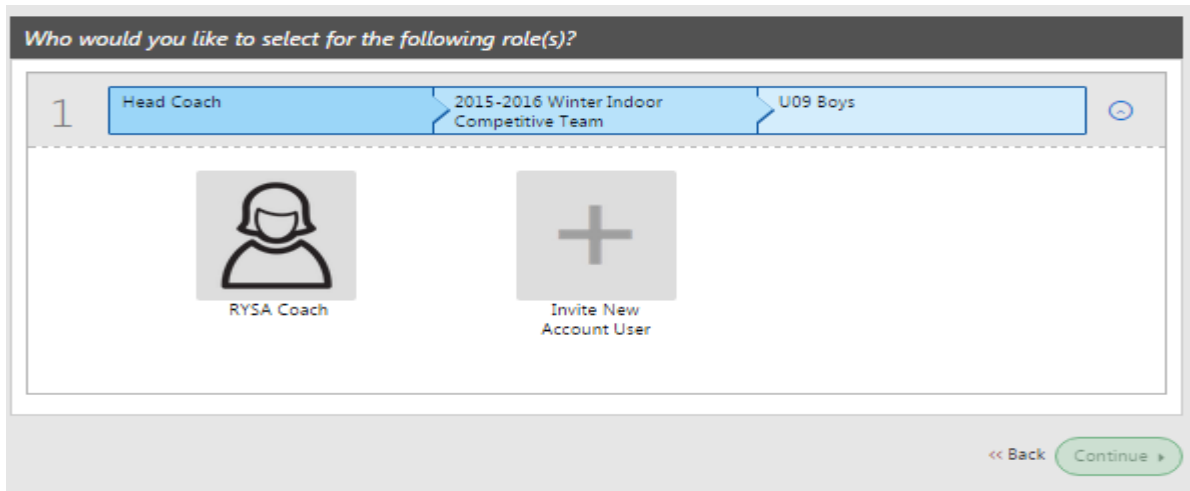 Who would you like to select for the following role(s)?
1
Head Coach
2015-2016 Winter Indoor
Competitive Team
U09 Boys
RYSA Coach
Invite New
Account User
<< Back
Continue